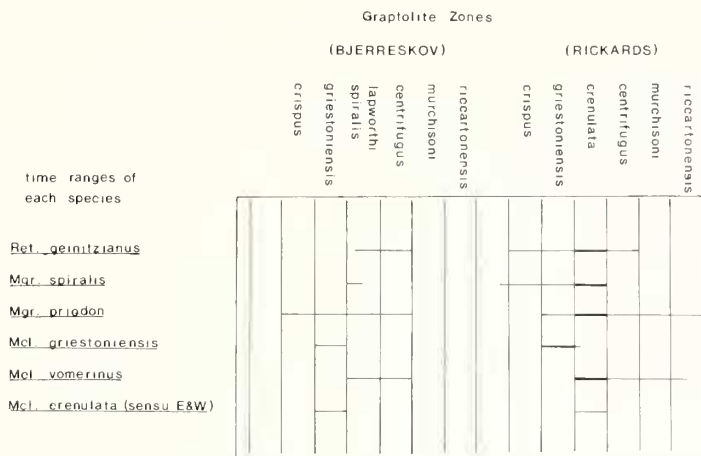 Graptolite Zones
(BJERRESKOV)
(RICKARDS)
crispus
griestoniensis
spiralis
lapworthi
centrifugus
murchisoni
riccartonensis
crispus
griestoniensis
crenulata
centrifugus
murchisoni
riccartonensis
time ranges of
each species
Ret. geinitzianus
Mgr. spiralis
Mgr. priodon
Mcl. griestoniensis
Mcl vomerinus
Mcl. crenulata (sensu E&W)